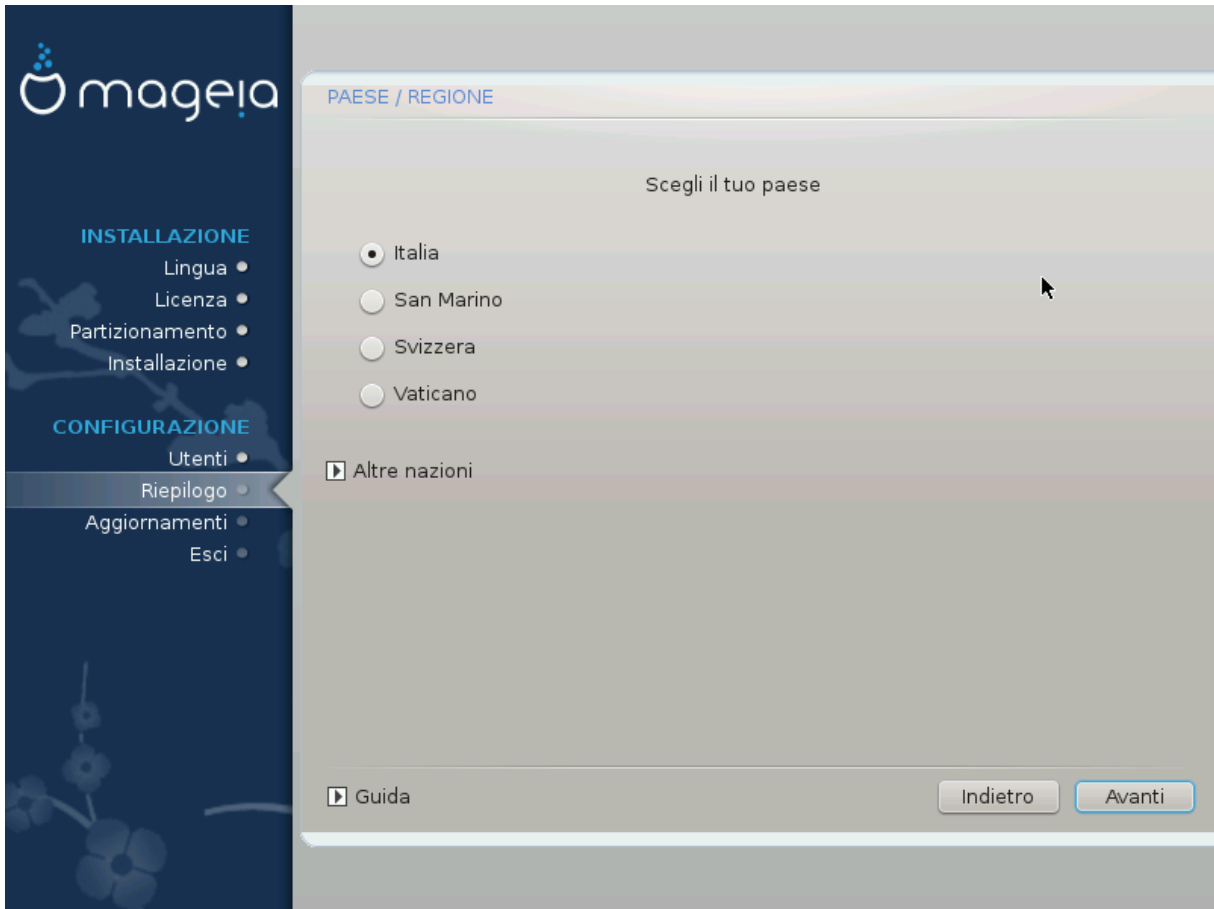 mageia
INSTALLAZIONE
Lingua
Licenza
Partizionamento
Installazione
CONFIGURAZIONE
Utenti
Riepilogo
Aggiornamenti
Esci
PAESE / REGIONE
Scegli il tuo paese
Italia
San Marino
Svizzera
Vaticano
Altre nazioni
Guida
Indietro
Avanti